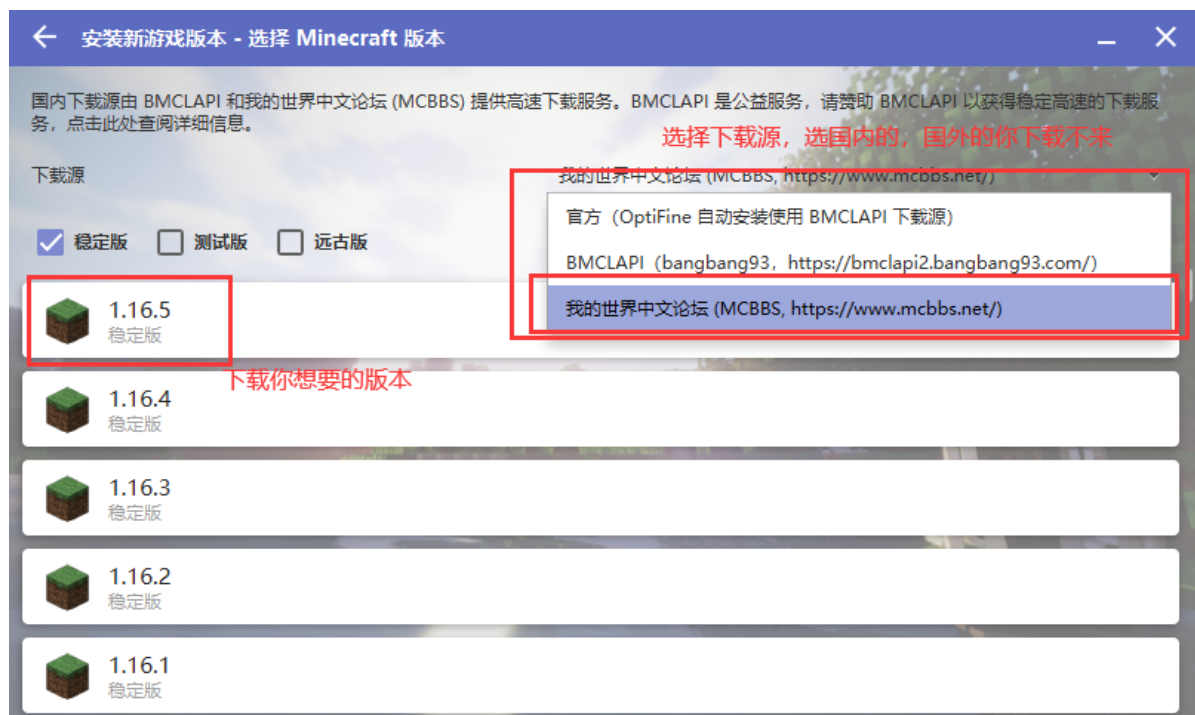 安装新游戏版本 - 选择 Minecraft 版本
国内下载源由 BMCLAPI 和我的世界中文论坛 (MCBBS) 提供高速下载服务。BMCLAPI 是公益服务，请赞助 BMCLAPI 以获得稳定高速的下载服
务，点击此处查阅详细信息。
选择下载源，选国内的，国外的你下载不来
下载源
我的世界中文论坛 (MCBBS, https://www.mcbbs.net/)
官方（OptiFine 自动安装使用 BMCLAPI 下载源)
BMCLAPI（bangbang93，https://bmclapi2.bangbang93.com/）
我的世界中文论坛 (MCBBS, https://www.mcbbs.net/)
稳定版 测试版 远古版
1.16.5
稳定版
下载你想要的版本
1.16.4
稳定版
1.16.3
稳定版
1.16.2
稳定版
1.16.1
稳定版